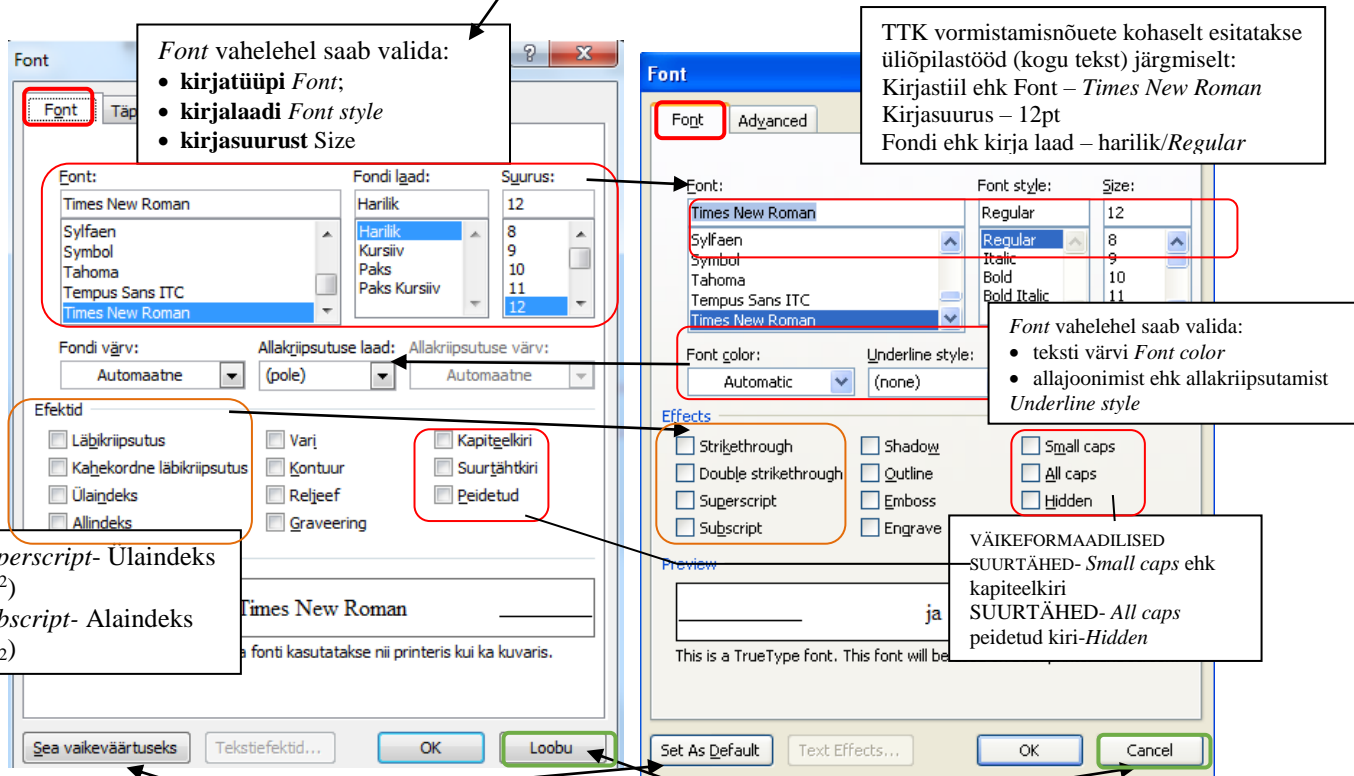 Font vahelehel saab valida:
• kirjatüüpi Font;
• kirjalaadi Font style
• kirjasuurust Size
TTK vormistamisnõuete kohaselt esitatakse
üliõpilastööd (kogu tekst) järgmiselt:
Kirjastiil ehk Font – Times New Roman
Kirjasuurus – 12pt
Fondi ehk kirja laad – harilik/Regular
Font
Font
Font:
Fondi laad:
Suurus:
Times New Roman
Harilik
12
Sylfaen
Symbol
Tahoma
Tempus Sans ITC
Times New Roman
Harilik
Kursiiv
Paks
Paks Kursiiv
8
9
10
11
12
Fondi värv:
Allakriipsutuse laad:
Allakriipsutuse värv:
Automaatne
(pole)
Automaatne
Efektid
Läbikriipsutus
Kahekordne läbikriipsutus
Ülaindeks
Allindeks
Vari
Kontuur
Reljeef
Graveering
Kapiteelkiri
Suurtähtkiri
Peidetud
Ülaindeks
Alaindeks
Times New Roman
fonti kasutatakse nii printeris kui ka kuvaris.
Sea vaikeväärtuseks
Tekstiefektid...
OK
Loobu
Font
Font
Advanced
Font:
Font style:
Size:
Times New Roman
Regular
12
Sylfaen
Symbol
Tahoma
Tempus Sans ITC
Times New Roman
Regular
Italic
Bold
Bold Italic
8
9
10
11
Font vahelehel saab valida:
• teksti värvi Font color
• allajoonimist ehk allakriipsutamist
Underline style
Font color:
Underline style:
Automatic
(none)
Effects
Strikethrough
Double strikethrough
Superscript
Subscript
Shadow
Outline
Emboss
Engrave
Small caps
All caps
Hidden
VÄIKEFORMAADILISED
SUURTÄHED- Small caps ehk
kapiteelkiri
SUURTÄHED- All caps
peidetud kiri-Hidden
Preview
ja
This is a TrueType font. This font will be
Set As Default
Text Effects...
OK
Cancel